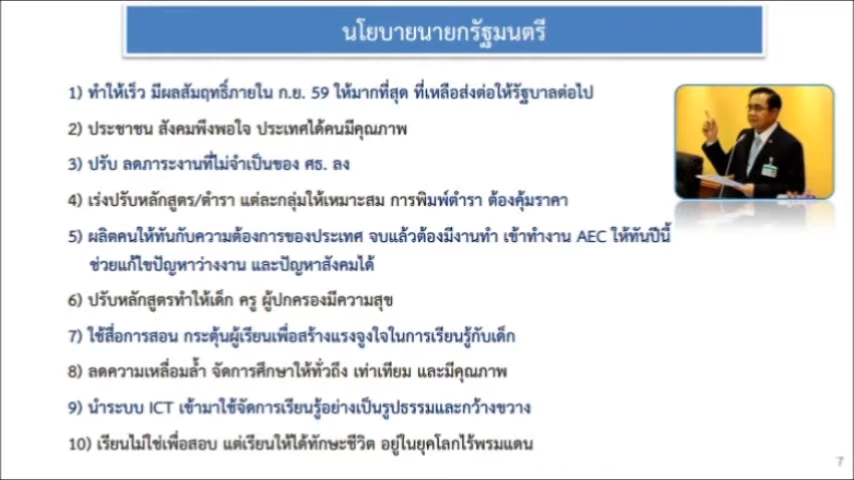 นโยบายนายกรัฐมนตรี
1) ทำให้เร็ว มีผลสัมฤทธิ์ภายใน ก.ย. 59 ให้มากที่สุด ที่เหลือส่งต่อให้รัฐบาลต่อไป
2) ประชาชน สังคมพึงพอใจ ประเทศได้คนมีคุณภาพ
3) ปรับ ลดภาระงานที่ไม่จำเป็นของ ศธ. ลง
4) เร่งปรับหลักสูตร/ตำรา แต่ละกลุ่มให้เหมาะสม การพิมพ์ตำรา ต้องคุ้มราคา
5) ผลิตคนให้ทันกับความต้องการของประเทศ จบแล้วต้องมีงานทำ เข้าทำงาน AEC ให้ทันปีนี้
ช่วยแก้ไขปัญหาว่างงาน และปัญหาสังคมได้
6) ปรับหลักสูตรทำให้เด็ก ครู ผู้ปกครองมีความสุข
7) ใช้สื่อการสอน กระตุ้นผู้เรียนเพื่อสร้างแรงจูงใจในการเรียนรู้กับเด็ก
8) ลดความเหลื่อมล้ำ จัดการศึกษาให้ทั่วถึง เท่าเทียม และมีคุณภาพ
9) นำระบบ ICT เข้ามาใช้จัดการเรียนรู้อย่างเป็นรูปธรรมและกว้างขวาง
10) เรียนไม่ใช่เพื่อสอบ แต่เรียนให้ได้ทักษะชีวิต อยู่ในยุคโลกไร้พรมแดน
7